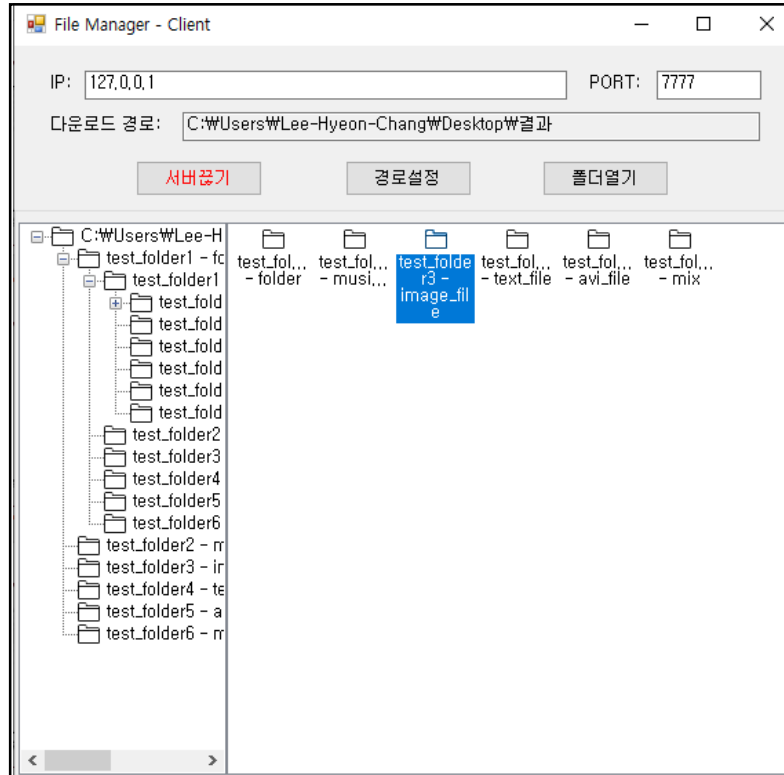 File Manager - Client
IP: 127,0,0,1 PORT: 7777
다운로드 경로: C:₩Users₩Lee-Hyeon-Chang₩Desktop₩결과
서버끊기 경로설정 폴더열기
C:₩Users₩Lee-H
test_folder1 - fc
test_folder1
test_fold
test_fold
test_fold
test_fold
test_fold
test_fold
test_folder2
test_folder3
test_folder4
test_folder5
test_folder6
test_folder2 - m
test_folder3 - ir
test_folder4 - te
test_folder5 - a
test_folder6 - m
test_fol,,,
- folder
test_fol,,,
- musi,,,
test_folde
r3 -
image_fil
e
test_fol,,,
- text_file
test_fol,,,
- avi_file
test_fol,,,
- mix